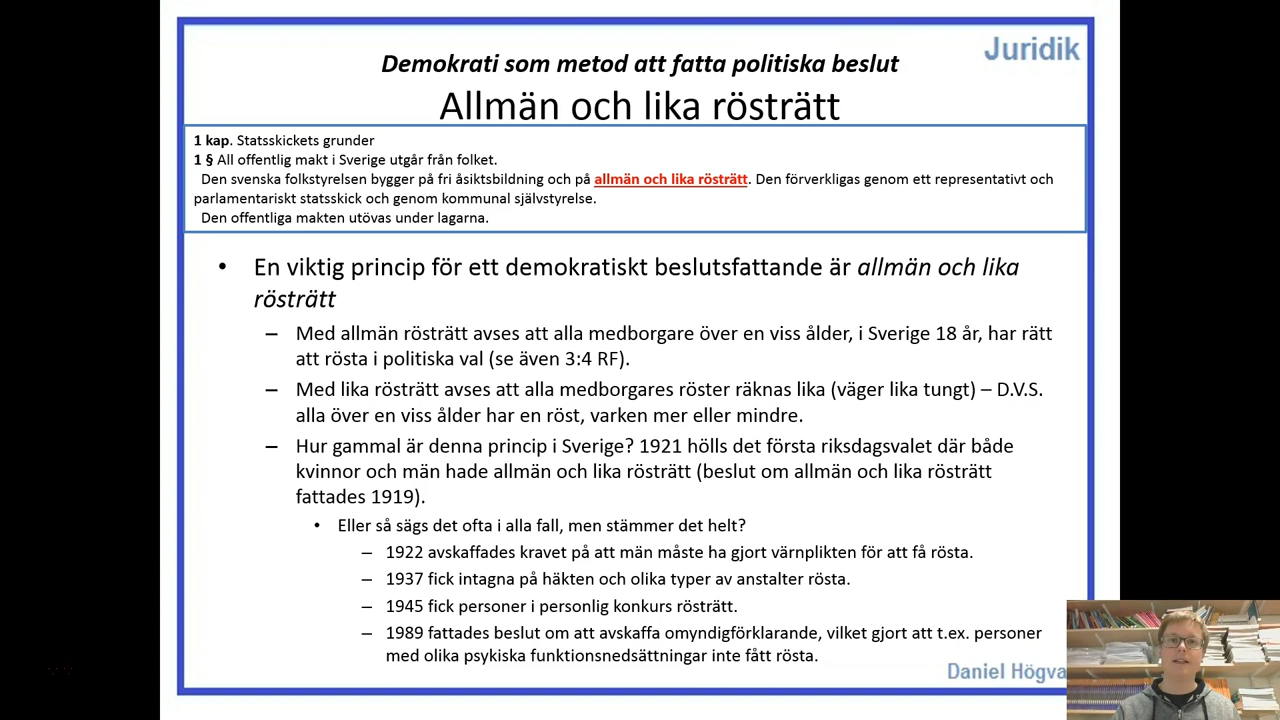 Juridik
Demokrati som metod att fatta politiska beslut
Allmän och lika rösträtt
1 kap. Statsskickets grunder
1 § All offentlig makt i Sverige utgår från folket.
Den svenska folkstyrelsen bygger på fri åsiktsbildning och på allmän och lika rösträtt. Den förverkligas genom ett representativt och
parlamentariskt statsskick och genom kommunal självstyrelse.
Den offentliga makten utövas under lagarna.
• En viktig princip för ett demokratiskt beslutsfattande är allmän och lika
rösträtt
– Med allmän rösträtt avses att alla medborgare över en viss ålder, i Sverige 18 år, har rätt
att rösta i politiska val (se även 3:4 RF).
– Med lika rösträtt avses att alla medborgares röster räknas lika (väger lika tungt) – D.V.S.
alla över en viss ålder har en röst, varken mer eller mindre.
– Hur gammal är denna princip i Sverige? 1921 hölls det första riksdagsvalet där både
kvinnor och män hade allmän och lika rösträtt (beslut om allmän och lika rösträtt
fattades 1919).
• Eller så sägs det ofta i alla fall, men stämmer det helt?
– 1922 avskaffades kravet på att män måste ha gjort värnplikten för att få rösta.
– 1937 fick intagna på häkten och olika typer av anstalter rösta.
– 1945 fick personer i personlig konkurs rösträtt.
– 1989 fattades beslut om att avskaffa omyndigförklarande, vilket gjort att t.ex. personer
med olika psykiska funktionsnedsättningar inte fått rösta.
Daniel Högva